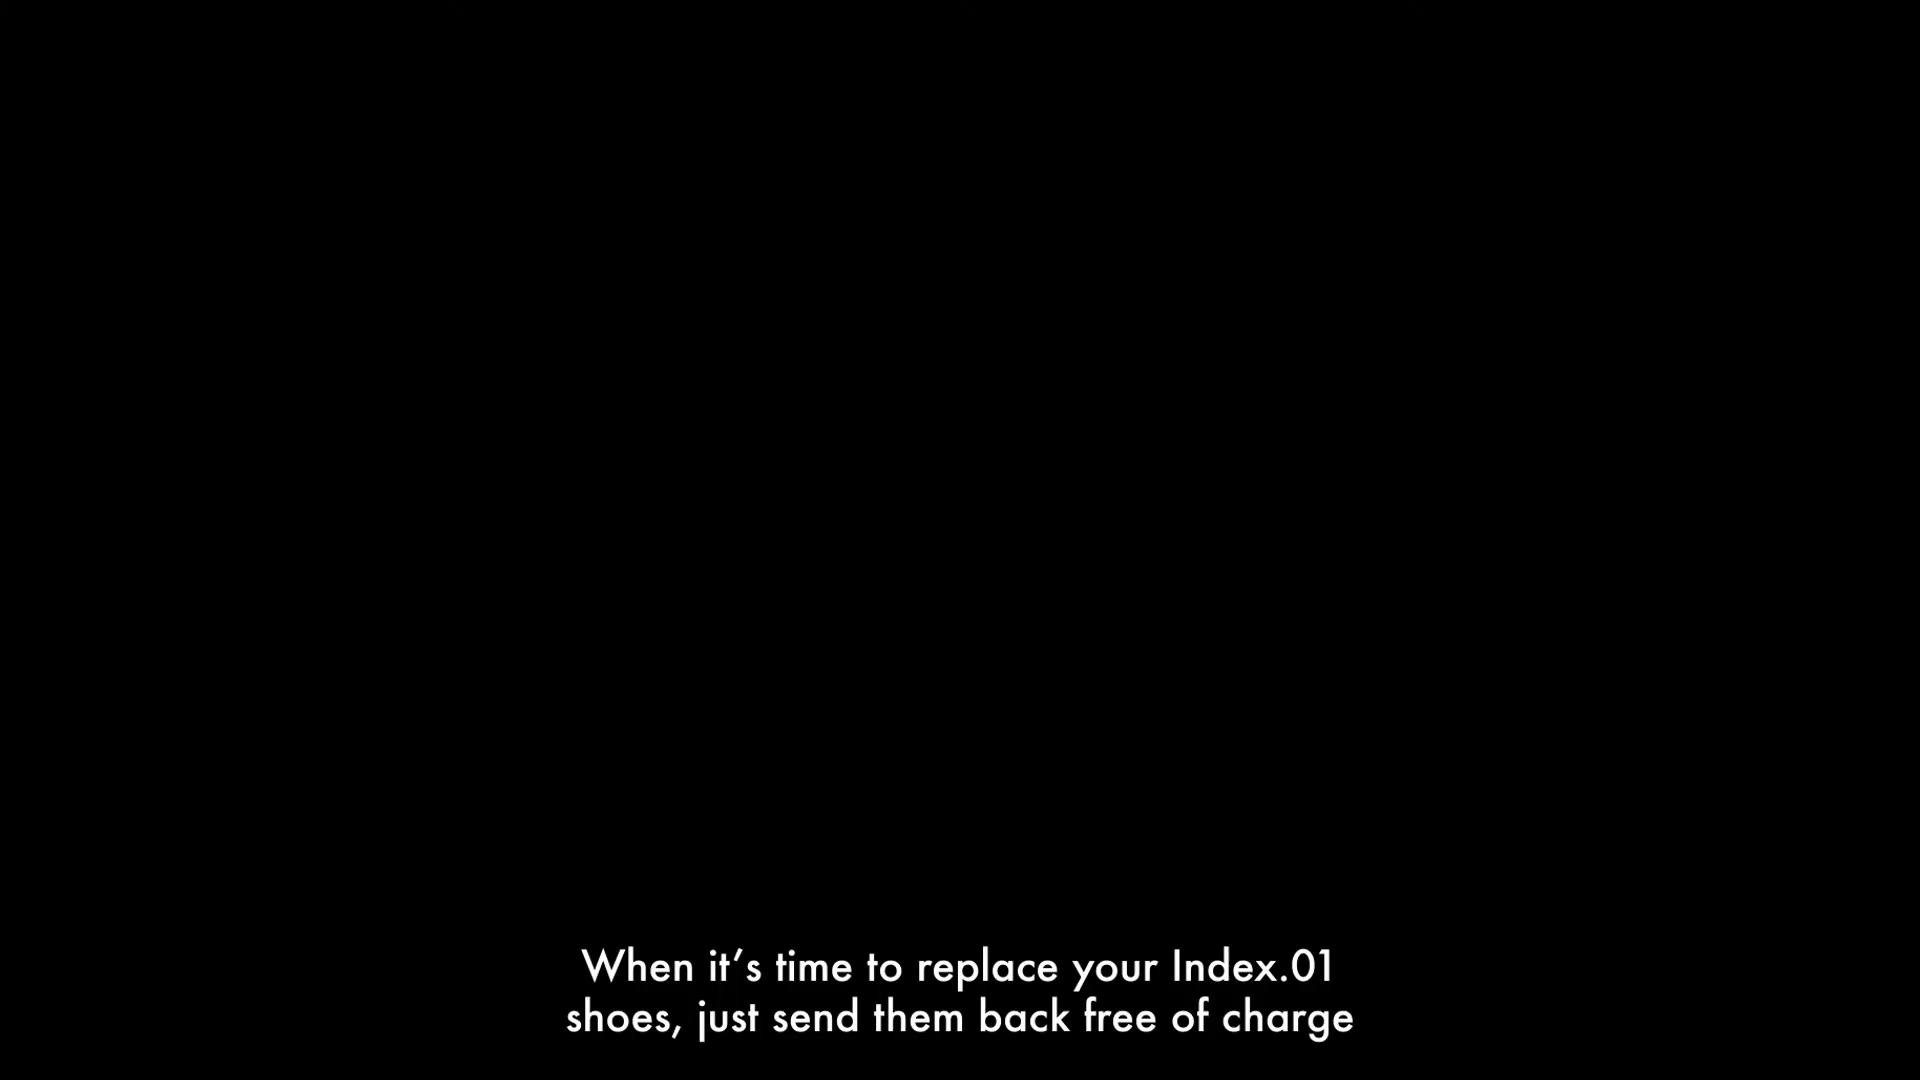 When it’s time to replace your Index.01
shoes, just send them back free of charge